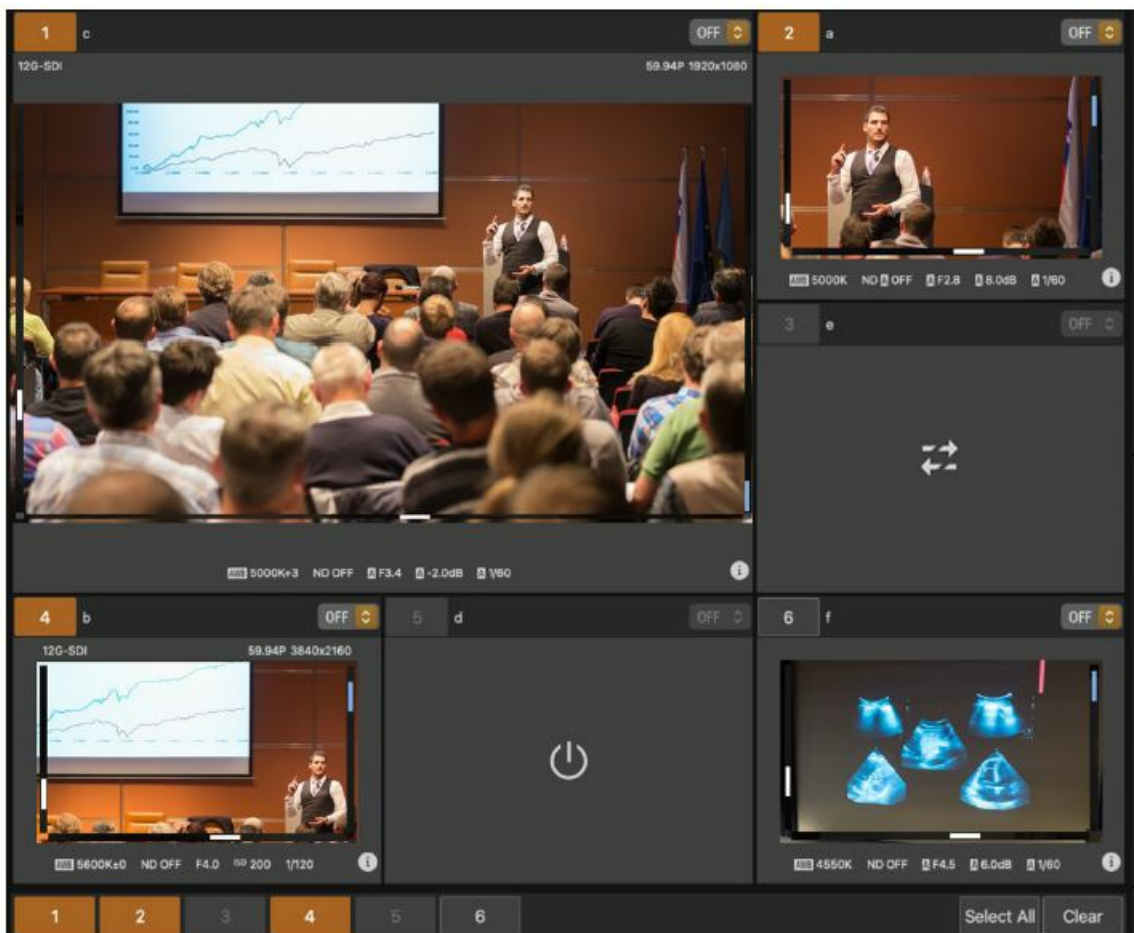 1 c OFF
12G-SDI 59.94P 1920x1080
AWB 5000K+3 ND OFF A F3.4 A -2.0dB A 1/60
2 a OFF
AWB 5000K ND A OFF A F2.8 A 8.0dB A 1/60
3 e OFF
4 b OFF
12G-SDI 59.94P 3840x2160
AWB 5600K±0 ND OFF F4.0 ISO 200 1/120
5 d OFF
6 f OFF
AWB 4550K ND OFF A F4.5 A 6.0dB A 1/60
1 2 3 4 5 6 Select All Clear